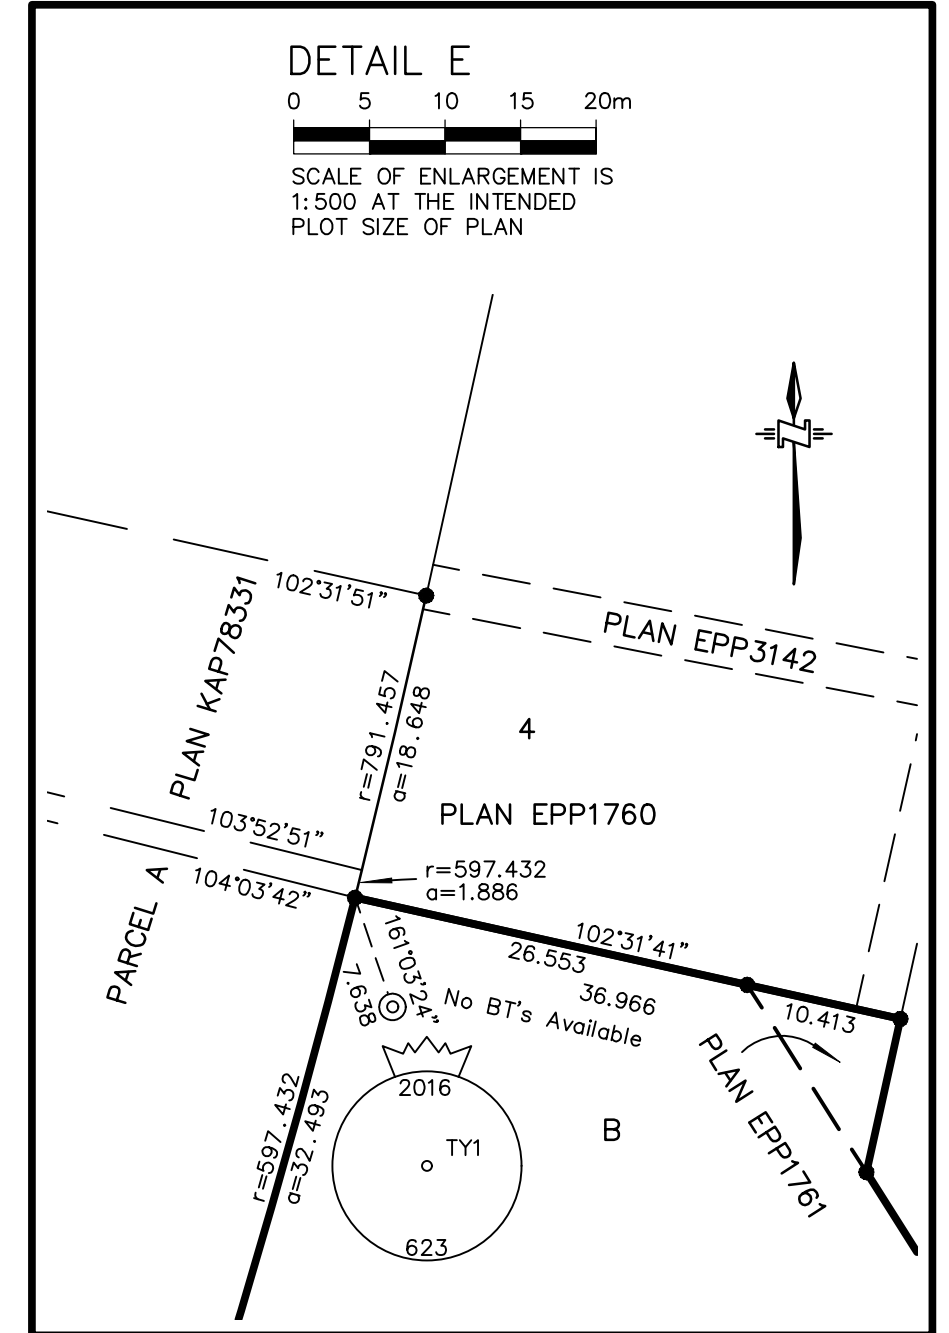 DETAIL E
0 5 10 15 20m
SCALE OF ENLARGEMENT IS
1:500 AT THE INTENDED
PLOT SIZE OF PLAN
102°31'51"
PLAN EPP3142
PLAN KAP78331
r=791.457
a=18.648
4
PLAN EPP1760
103°52'51"
104°03'42"
r=597.432
a=1.886
PARCEL A
102°31'41"
26.553
36.966
10.413
161°03'24"
7.638
No BT's Available
PLAN EPP1761
2016
TY1
623
B
r=597.432
a=32.493